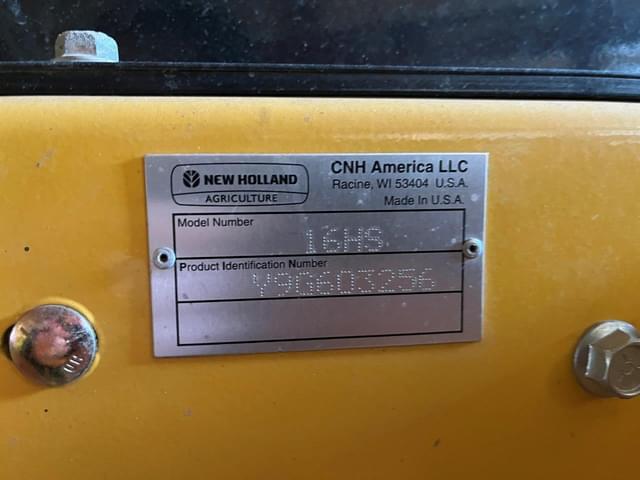 NEW HOLLAND
AGRICULTURE
CNH America LLC
Racine, WI 53404 U.S.A.
Made in U.S.A.
Model Number
16HS
Product Identification Number
Y9G603256